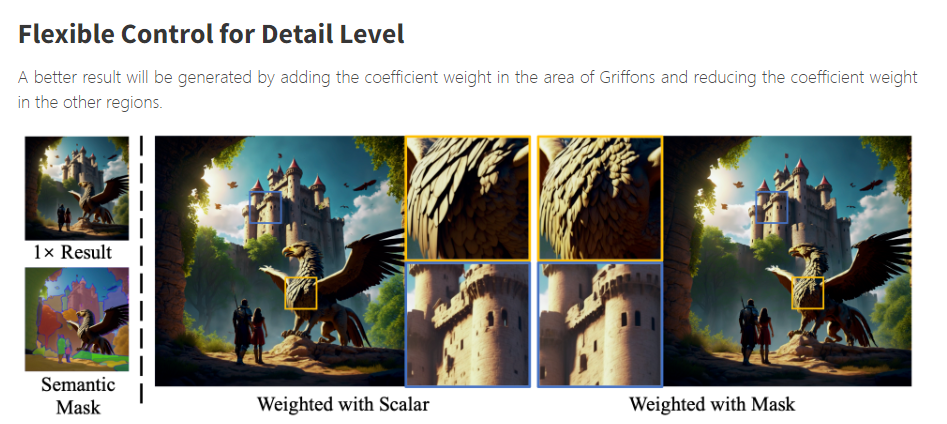 Flexible Control for Detail Level
A better result will be generated by adding the coefficient weight in the area of Griffons and reducing the coefficient weight
in the other regions.
1× Result
Semantic
Mask
Weighted with Scalar
Weighted with Mask